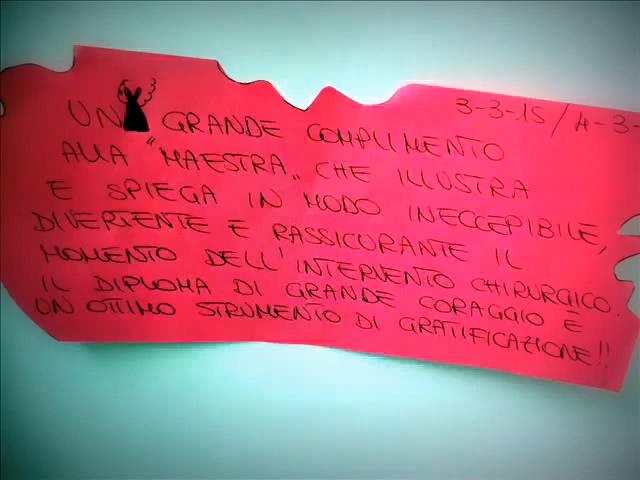 3-3-15 / 4-3-
UN GRANDE COMPLIMENTO
ALLA "MAESTRA" CHE ILLUSTRA
E SPIEGA IN MODO INECCEPIBILE,
DIVERTENTE E RASSICURANTE IL
MOMENTO DELL'INTERVENTO CHIRURGICO.
IL DIPLOMA DI GRANDE CORAGGIO È
UN OTTIMO STRUMENTO DI GRATIFICAZIONE!!